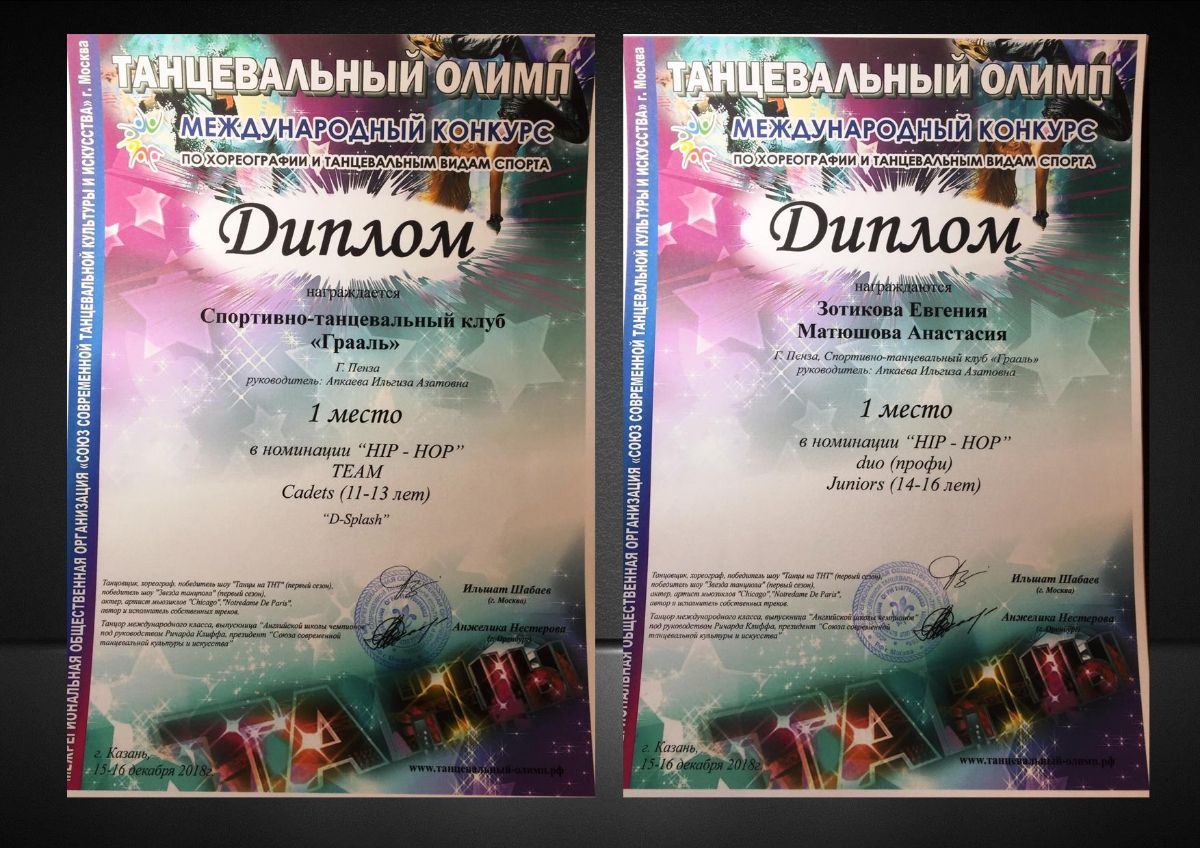 МЕЖРЕГИОНАЛЬНАЯ ОБЩЕСТВЕННАЯ ОРГАНИЗАЦИЯ «СОЮЗ СОВРЕМЕННОЙ ТАНЦЕВАЛЬНОЙ КУЛЬТУРЫ И ИСКУССТВА» г. Москва
ТАНЦЕВАЛЬНЫЙ ОЛИМП
МЕЖДУНАРОДНЫЙ КОНКУРС
ПО ХОРЕОГРАФИИ И ТАНЦЕВАЛЬНЫМ ВИДАМ СПОРТА
Диплом
награждается
Спортивно-танцевальный клуб
«Грааль»
Г. Пенза
руководитель: Апкаева Ильгиза Азатовна
1 место
в номинации “HIP - HOP”
TEAM
Cadets (11-13 лет)
“D-Splash”
Танцовщик, хореограф, победитель шоу "Танцы на ТНТ" (первый сезон),
победитель шоу "Звезда танцпола" (первый сезон),
актер, артист мьюзиклов "Chicago","Notredame De Paris",
автор и исполнитель собственных треков.
Ильшат Шабаев
(г. Москва)
Танцор международного класса, выпускница "Английской школы чемпионов"
под руководством Ричарда Клиффа, президент "Союза современной
танцевальной культуры и искусства"
Анжелика Нестерова
(г. Оренбург)
ТАНЦЫ
г. Казань,
15-16 декабря 2018г.
www.танцевальный-олимп.рф
ОБЩЕСТВЕННАЯ ОРГАНИЗАЦИЯ «СОЮЗ СОВРЕМЕННОЙ ТАНЦЕВАЛЬНОЙ КУЛЬТУРЫ И ИСКУССТВА» г. Москва
ТАНЦЕВАЛЬНЫЙ ОЛИМП
МЕЖДУНАРОДНЫЙ КОНКУРС
ПО ХОРЕОГРАФИИ И ТАНЦЕВАЛЬНЫМ ВИДАМ СПОРТА
Диплом
награждаются
Зотикова Евгения
Матюшова Анастасия
Г. Пенза, Спортивно-танцевальный клуб «Грааль»
руководитель: Апкаева Ильгиза Азатовна
1 место
в номинации “HIP - HOP”
duo (профи)
Juniors (14-16 лет)
Танцовщик, хореограф, победитель шоу "Танцы на ТНТ" (первый сезон),
победитель шоу "Звезда танцпола" (первый сезон),
актер, артист мьюзиклов "Chicago","Notredame De Paris",
автор и исполнитель собственных треков.
Ильшат Шабаев
(г. Москва)
Танцор международного класса, выпускница "Английской школы чемпионов"
под руководством Ричарда Клиффа, президент "Союза современной
танцевальной культуры и искусства"
Анжелика Нестерова
(г. Оренбург)
ТАНЦЫ
г. Казань,
15-16 декабря 2018г.
www.танцевальный-олимп.рф